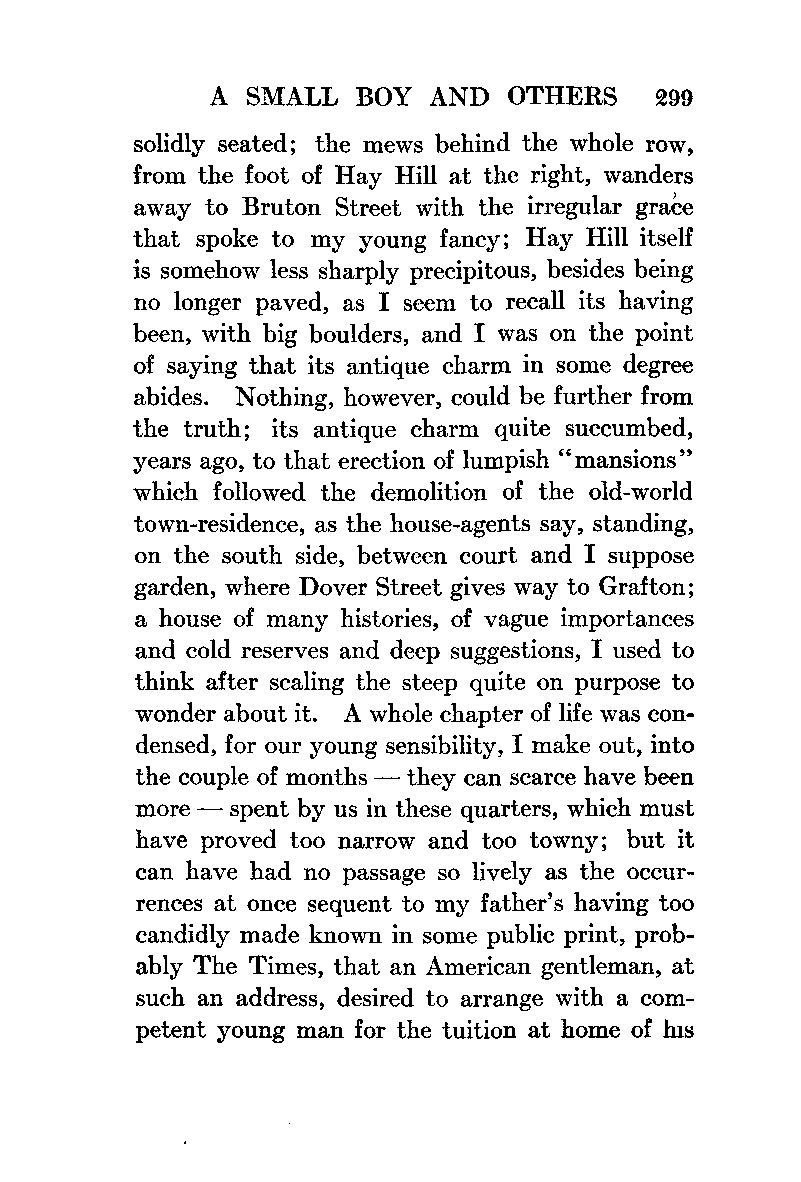 A SMALL BOY AND OTHERS 299
solidly seated; the mews behind the whole row,
from the foot of Hay Hill at the right, wanders
away to Bruton Street with the irregular grace
that spoke to my young fancy; Hay Hill itself
is somehow less sharply precipitous, besides being
no longer paved, as I seem to recall its having
been, with big boulders, and I was on the point
of saying that its antique charm in some degree
abides. Nothing, however, could be further from
the truth; its antique charm quite succumbed,
years ago, to that erection of lumpish “mansions”
which followed the demolition of the old-world
town-residence, as the house-agents say, standing,
on the south side, between court and I suppose
garden, where Dover Street gives way to Grafton;
a house of many histories, of vague importances
and cold reserves and deep suggestions, I used to
think after scaling the steep quite on purpose to
wonder about it. A whole chapter of life was con-
densed, for our young sensibility, I make out, into
the couple of months — they can scarce have been
more — spent by us in these quarters, which must
have proved too narrow and too towny; but it
can have had no passage so lively as the occur-
rences at once sequent to my father’s having too
candidly made known in some public print, prob-
ably The Times, that an American gentleman, at
such an address, desired to arrange with a com-
petent young man for the tuition at home of his